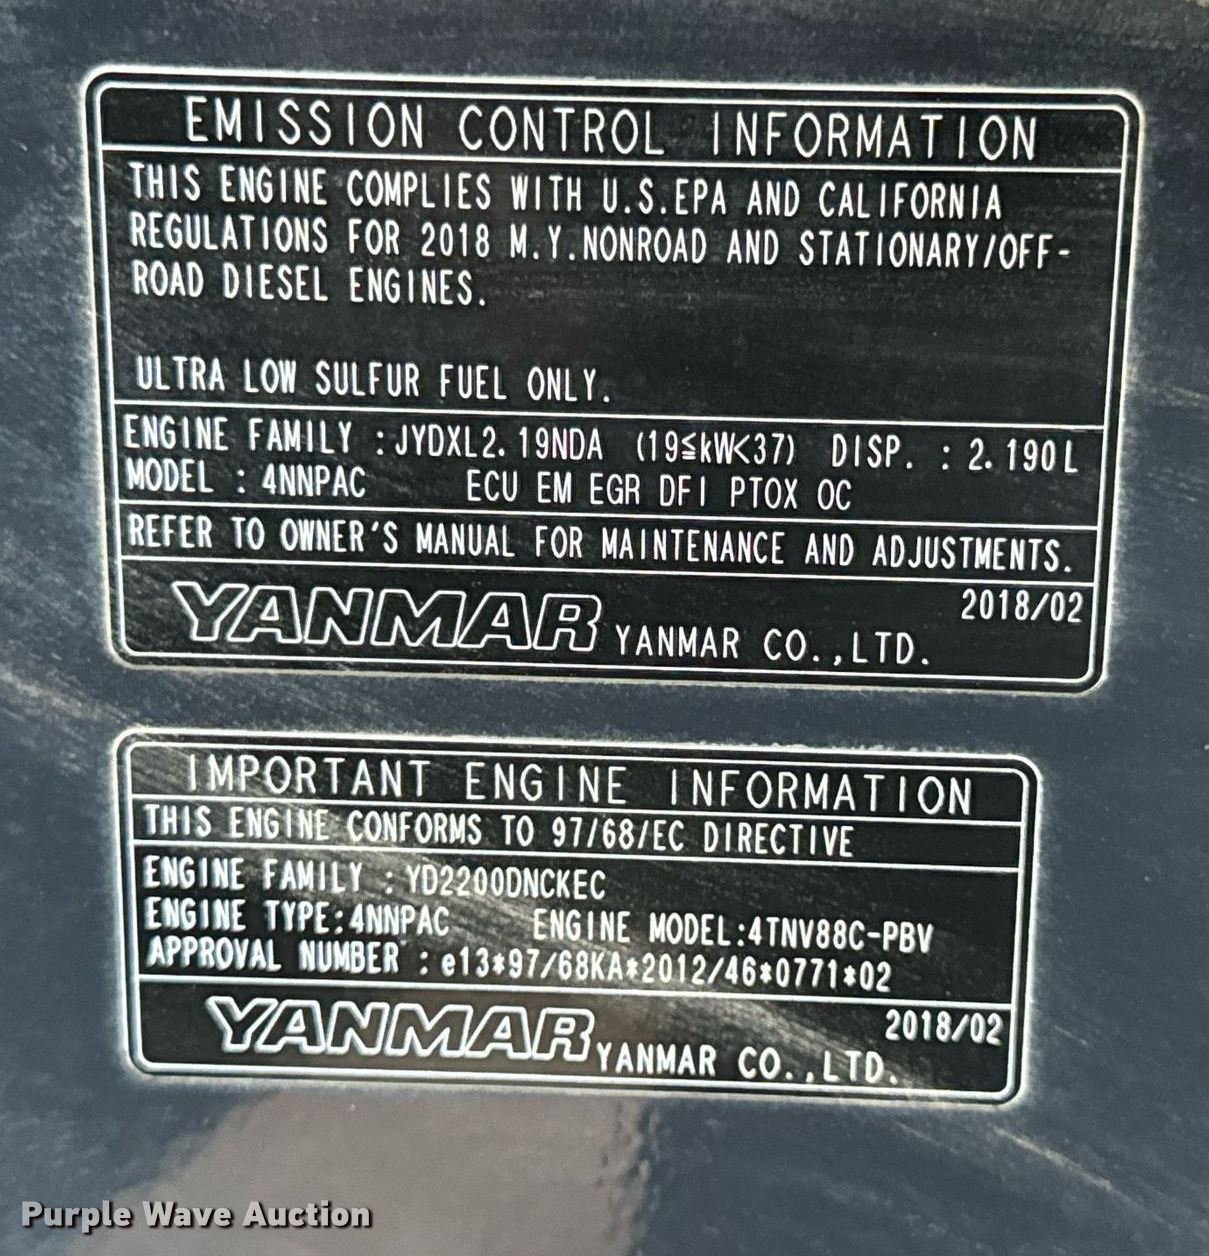 EMISSION CONTROL INFORMATION
THIS ENGINE COMPLIES WITH U.S.EPA AND CALIFORNIA
REGULATIONS FOR 2018 M.Y.NONROAD AND STATIONARY/OFF-
ROAD DIESEL ENGINES.
ULTRA LOW SULFUR FUEL ONLY.
ENGINE FAMILY :JYDXL2.19NDA (19≦kW<37) DISP. : 2.190L
MODEL : 4NNPAC ECU EM EGR DFI PTOX OC
REFER TO OWNER'S MANUAL FOR MAINTENANCE AND ADJUSTMENTS.
2018/02
YANMAR YANMAR CO.,LTD.
IMPORTANT ENGINE INFORMATION
THIS ENGINE CONFORMS TO 97/68/EC DIRECTIVE
ENGINE FAMILY : YD2200DNCKEC
ENGINE TYPE:4NNPAC ENGINE MODEL:4TNV88C-PBV
APPROVAL NUMBER : e13*97/68KA*2012/46*0771*02
2018/02
YANMAR YANMAR CO.,LTD.
Purple Wave Auction